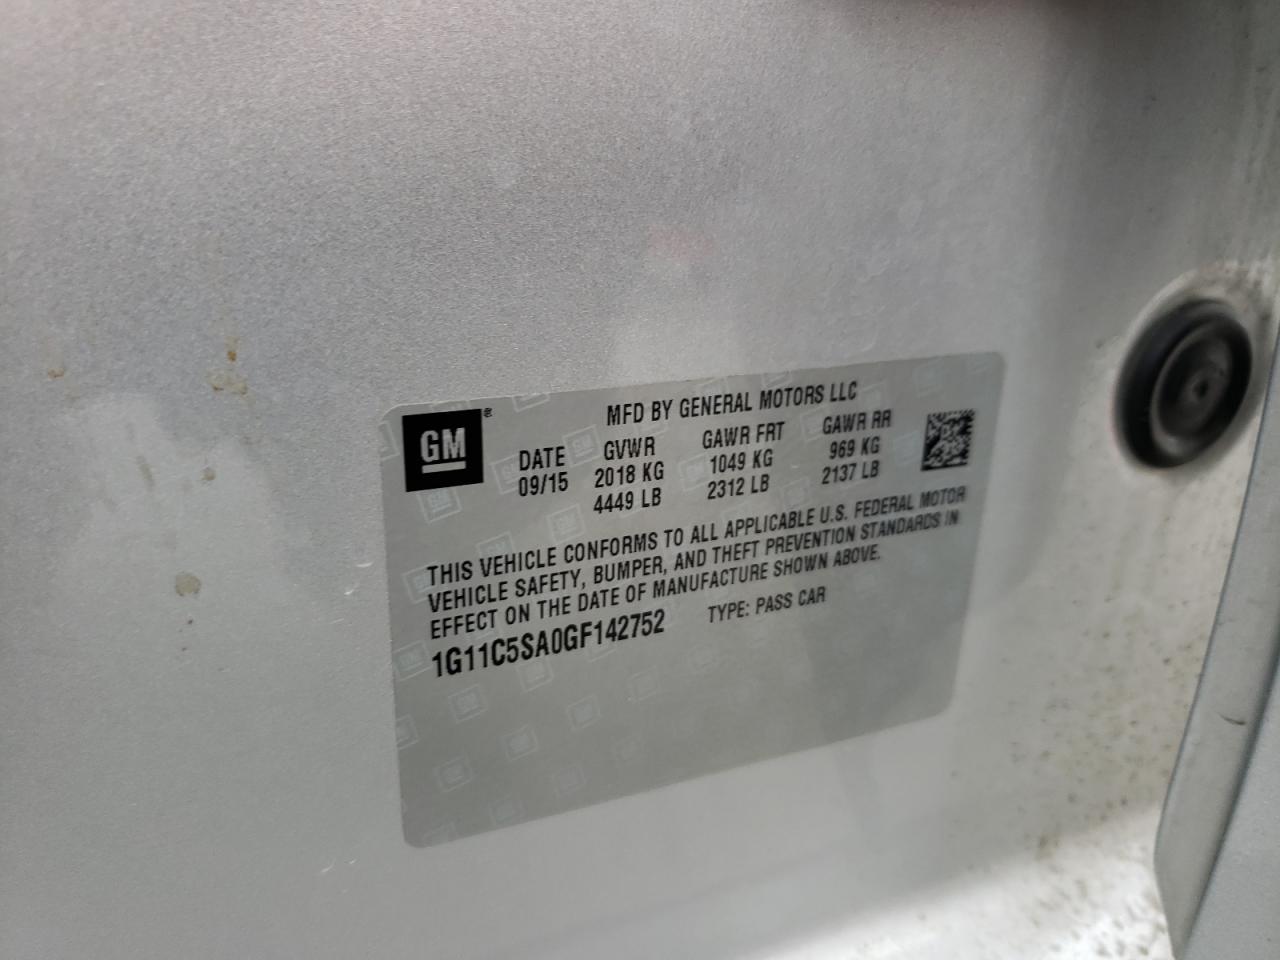 GM®
MFD BY GENERAL MOTORS LLC
DATE GVWR GAWR FRT GAWR RR
09/15 2018 KG 1049 KG 969 KG
4449 LB 2312 LB 2137 LB
THIS VEHICLE CONFORMS TO ALL APPLICABLE U.S. FEDERAL MOTOR
VEHICLE SAFETY, BUMPER, AND THEFT PREVENTION STANDARDS IN
EFFECT ON THE DATE OF MANUFACTURE SHOWN ABOVE.
1G11C5SA0GF142752 TYPE: PASS CAR